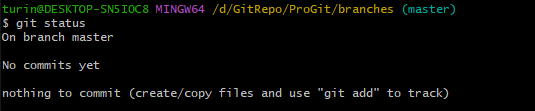 turin@DESKTOP-SN5IOC8 MINGW64 /d/GitRepo/ProGit/branches (master)
$ git status
On branch master
No commits yet
nothing to commit (create/copy files and use "git add" to track)